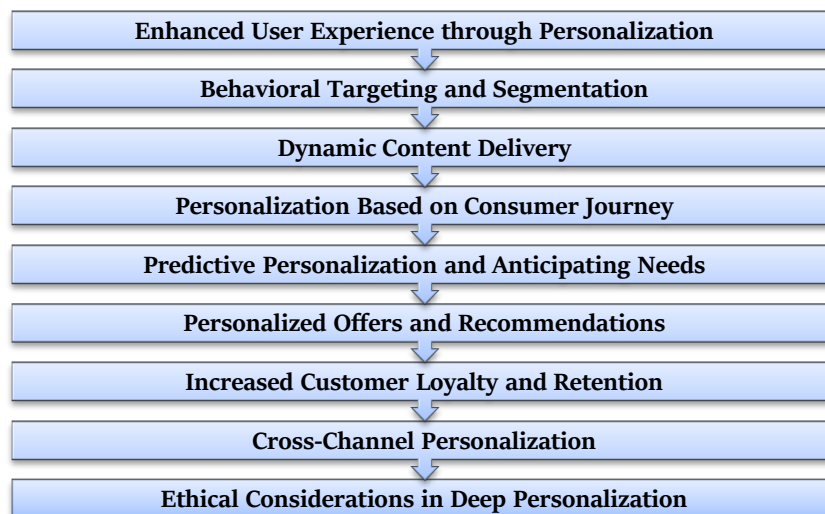 Enhanced User Experience through Personalization
Behavioral Targeting and Segmentation
Dynamic Content Delivery
Personalization Based on Consumer Journey
Predictive Personalization and Anticipating Needs
Personalized Offers and Recommendations
Increased Customer Loyalty and Retention
Cross-Channel Personalization
Ethical Considerations in Deep Personalization